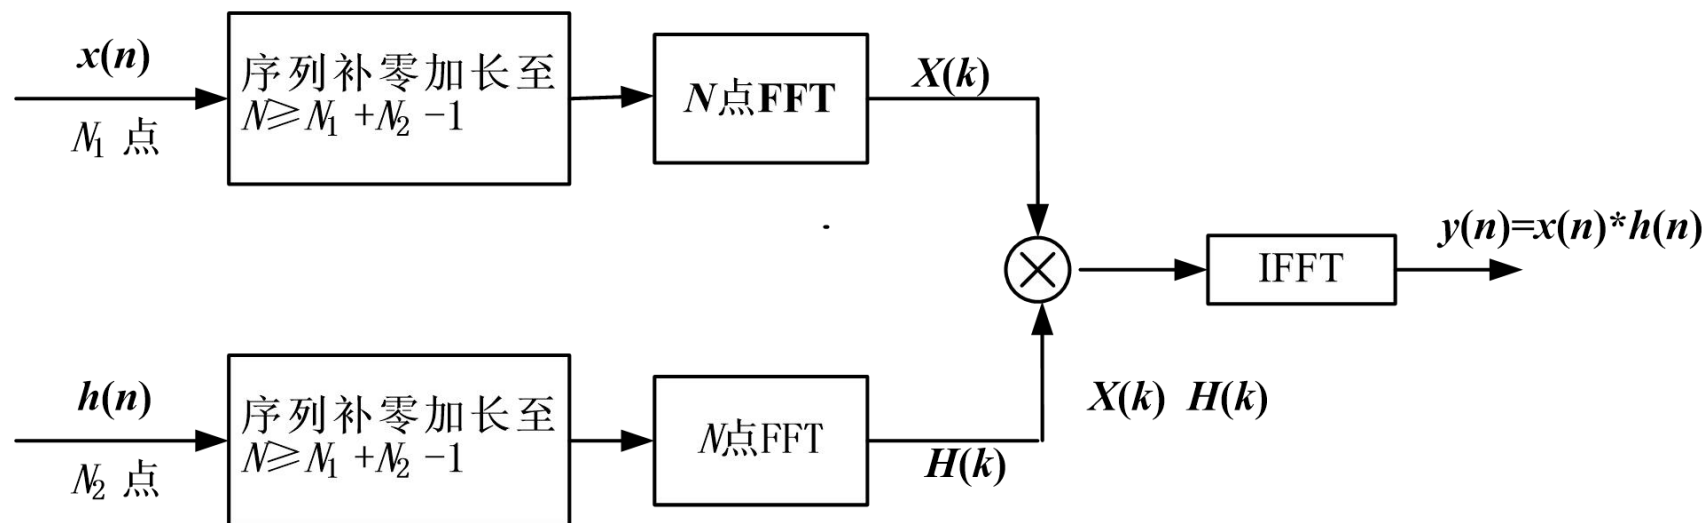 x(n)
N₁ 点
序列补零加长至
N≥N₁+N₂-1
N点FFT
X(k)
y(n)=x(n)*h(n)
IFFT
h(n)
N₂ 点
序列补零加长至
N≥N₁+N₂-1
N点FFT
H(k)
X(k) H(k)